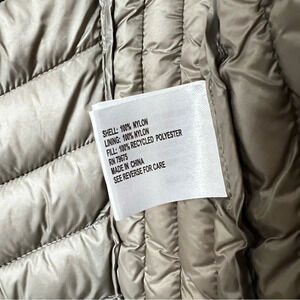 SHELL: 100% NYLON
LINING: 100% NYLON
FILL: 100% RECYCLED POLYESTER
RN 79075
MADE IN CHINA
SEE REVERSE FOR CARE